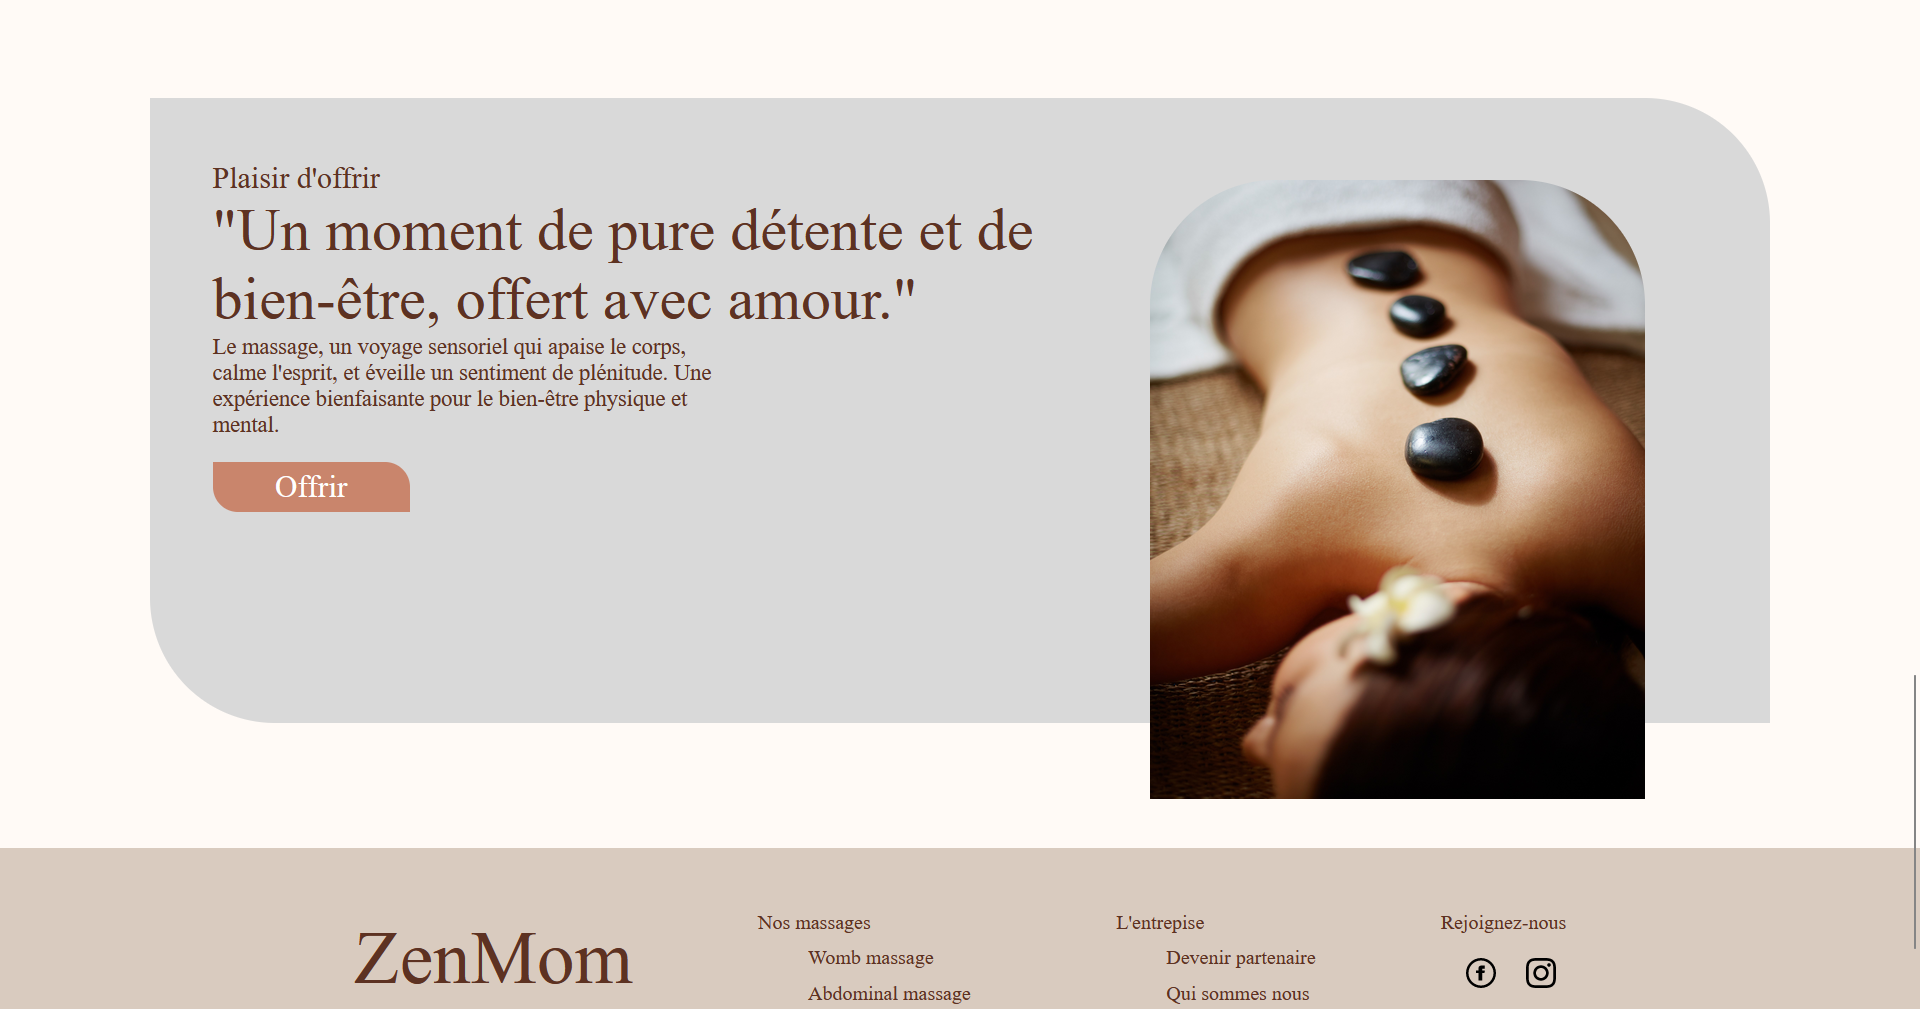 Plaisir d'offrir
"Un moment de pure détente et de
bien-être, offert avec amour."
Le massage, un voyage sensoriel qui apaise le corps,
calme l'esprit, et éveille un sentiment de plénitude. Une
expérience bienfaisante pour le bien-être physique et
mental.
Offrir
ZenMom
Nos massages
Womb massage
Abdominal massage
L'entrepise
Devenir partenaire
Qui sommes nous
Rejoignez-nous